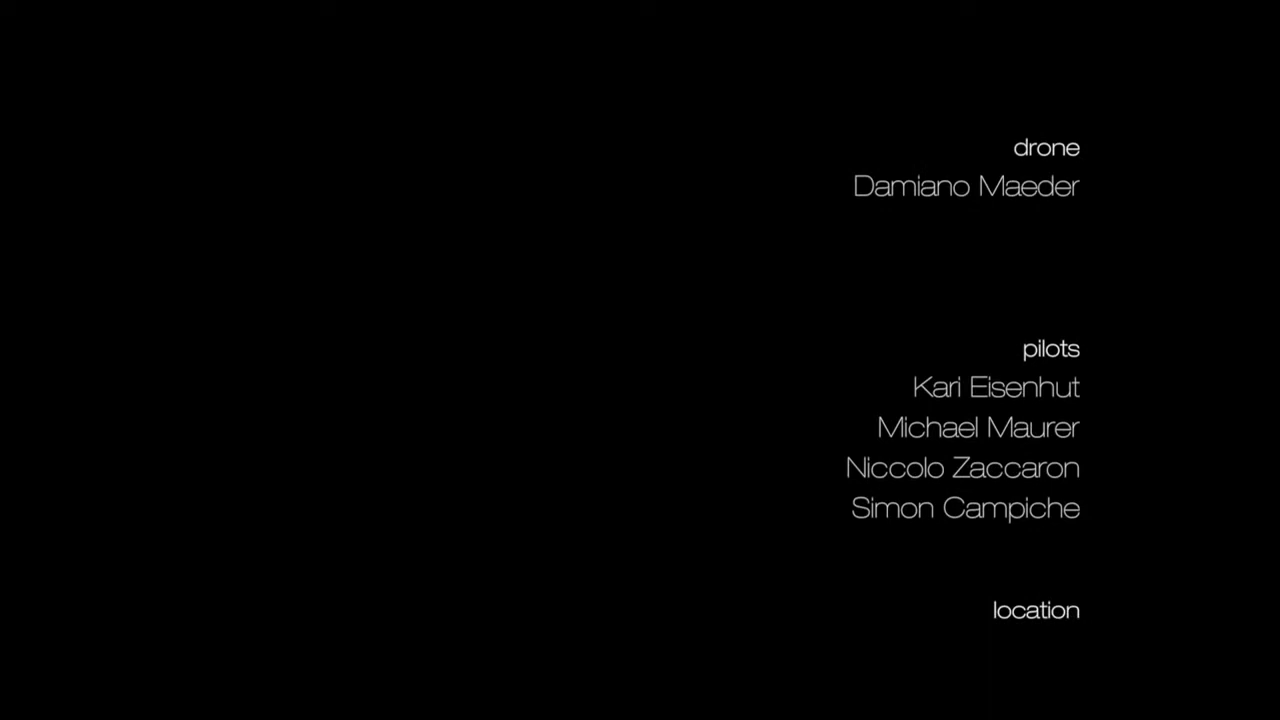 drone
Damiano Maeder
pilots
Kari Eisenhut
Michael Maurer
Niccolo Zaccaron
Simon Campiche
location